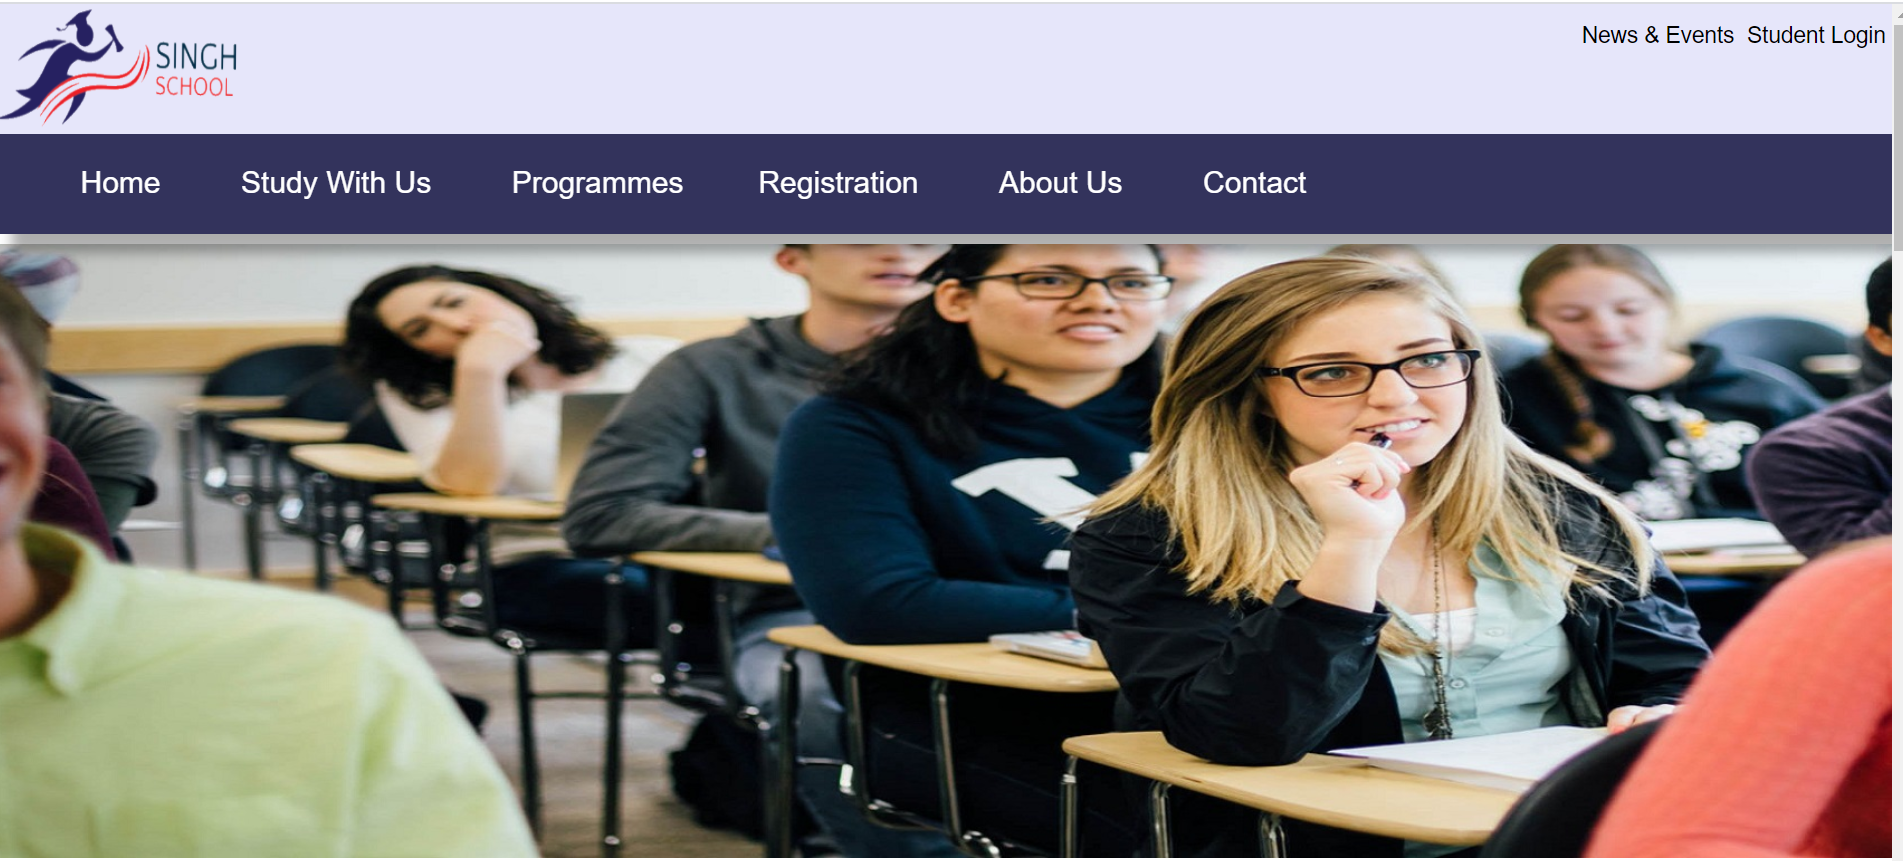 SINGH
SCHOOL
News & Events Student Login
Home Study With Us Programmes Registration About Us Contact